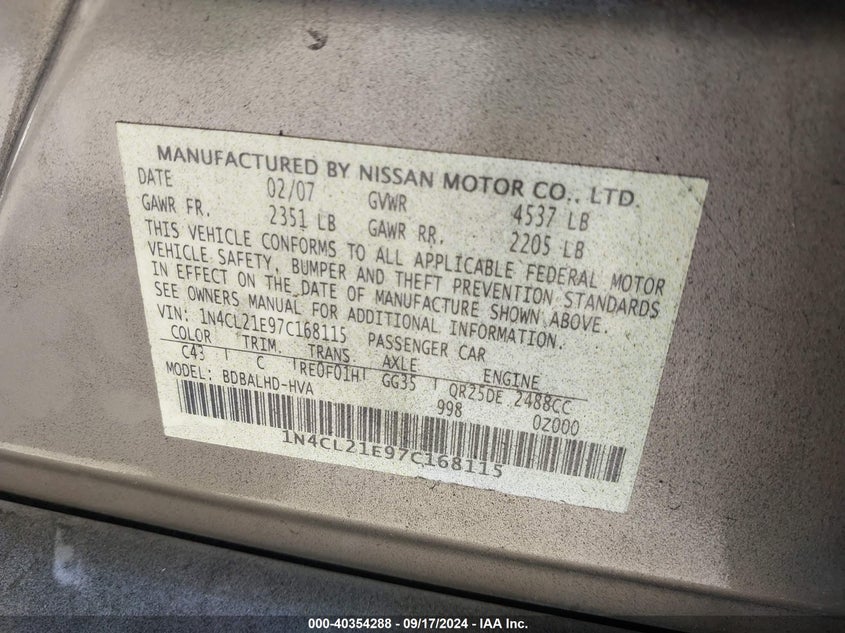 MANUFACTURED BY NISSAN MOTOR CO., LTD.
DATE 02/07 GVWR 4537 LB
GAWR FR. 2351 LB GAWR RR. 2205 LB
THIS VEHICLE CONFORMS TO ALL APPLICABLE FEDERAL MOTOR
VEHICLE SAFETY, BUMPER AND THEFT PREVENTION STANDARDS
IN EFFECT ON THE DATE OF MANUFACTURE SHOWN ABOVE.
SEE OWNERS MANUAL FOR ADDITIONAL INFORMATION.
VIN: 1N4CL21E97C168115 PASSENGER CAR
COLOR TRIM. TRANS. AXLE ENGINE
C43 C RE0F01H GG35 QR25DE 2488CC
MODEL: BDBALHD-HVA 998 0Z000
1N4CL21E97C168115
000-40354288 - 09/17/2024 - IAA Inc.